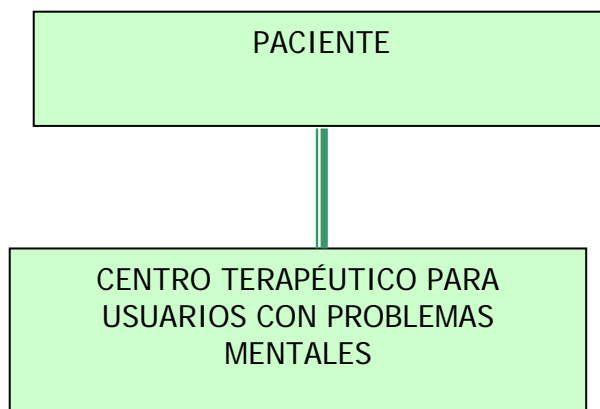 PACIENTE
CENTRO TERAPÉUTICO PARA
USUARIOS CON PROBLEMAS
MENTALES